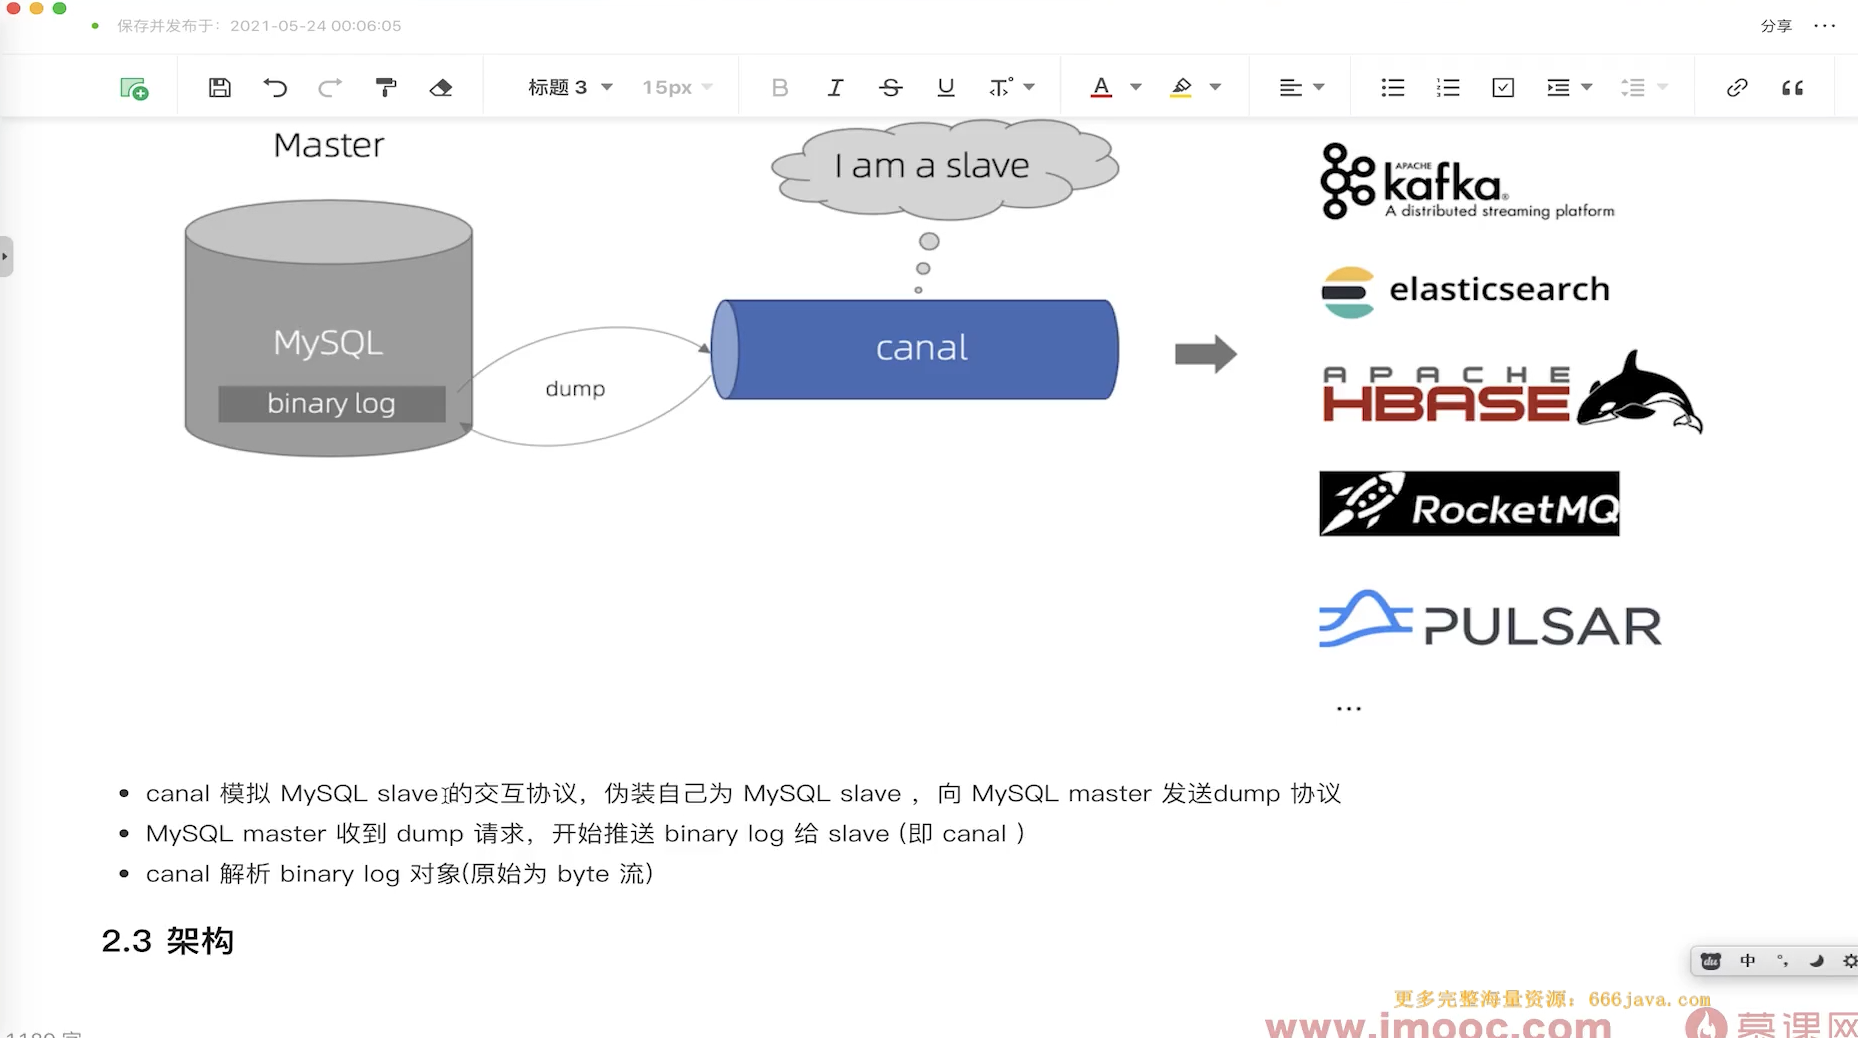 保存并发布于：2021-05-24 00:06:05
分享
标题 3
15px
Master
I am a slave
MySQL
binary log
dump
canal
APACHE
kafka
A distributed streaming platform
elasticsearch
APACHE
HBASE
RocketMQ
PULSAR
...
• canal 模拟 MySQL slave 的交互协议，伪装自己为 MySQL slave ，向 MySQL master 发送dump 协议
• MySQL master 收到 dump 请求，开始推送 binary log 给 slave (即 canal )
• canal 解析 binary log 对象(原始为 byte 流)
2.3 架构
du 中
更多完整海量资源：666java.com
www.imooc.com 慕课网